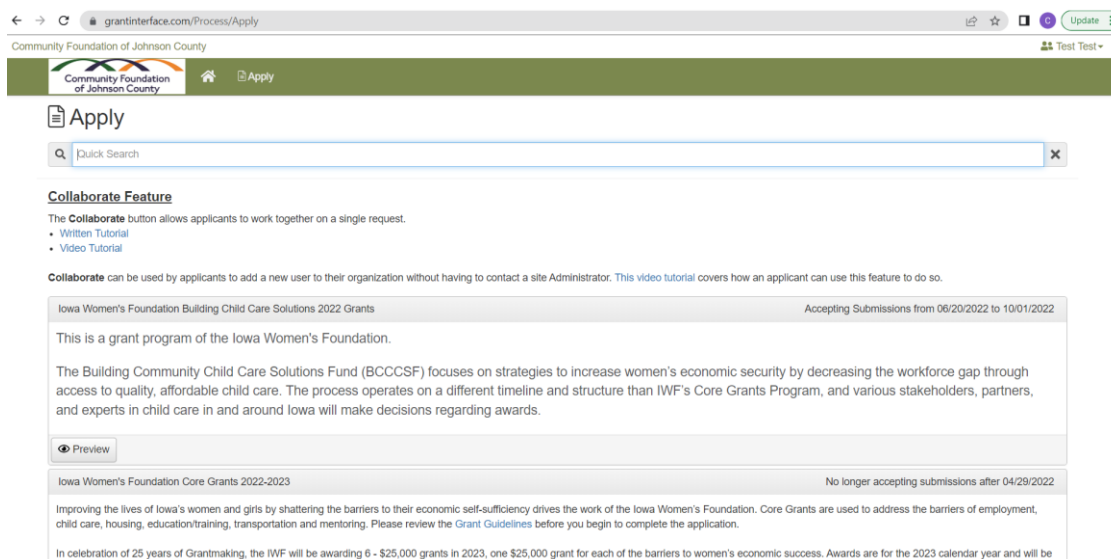 grantinterface.com/Process/Apply
C
Update
Community Foundation of Johnson County
Test Test
Community Foundation
of Johnson County
Apply
Apply
Quick Search
Collaborate Feature
The Collaborate button allows applicants to work together on a single request.
• Written Tutorial
• Video Tutorial
Collaborate can be used by applicants to add a new user to their organization without having to contact a site Administrator. This video tutorial covers how an applicant can use this feature to do so.
Iowa Women's Foundation Building Child Care Solutions 2022 Grants
Accepting Submissions from 06/20/2022 to 10/01/2022
This is a grant program of the Iowa Women's Foundation.
The Building Community Child Care Solutions Fund (BCCCSF) focuses on strategies to increase women's economic security by decreasing the workforce gap through
access to quality, affordable child care. The process operates on a different timeline and structure than IWF's Core Grants Program, and various stakeholders, partners,
and experts in child care in and around Iowa will make decisions regarding awards.
Preview
Iowa Women's Foundation Core Grants 2022-2023
No longer accepting submissions after 04/29/2022
Improving the lives of Iowa's women and girls by shattering the barriers to their economic self-sufficiency drives the work of the Iowa Women's Foundation. Core Grants are used to address the barriers of employment,
child care, housing, education/training, transportation and mentoring. Please review the Grant Guidelines before you begin to complete the application.
In celebration of 25 years of Grantmaking, the IWF will be awarding 6 - $25,000 grants in 2023, one $25,000 grant for each of the barriers to women's economic success. Awards are for the 2023 calendar year and will be